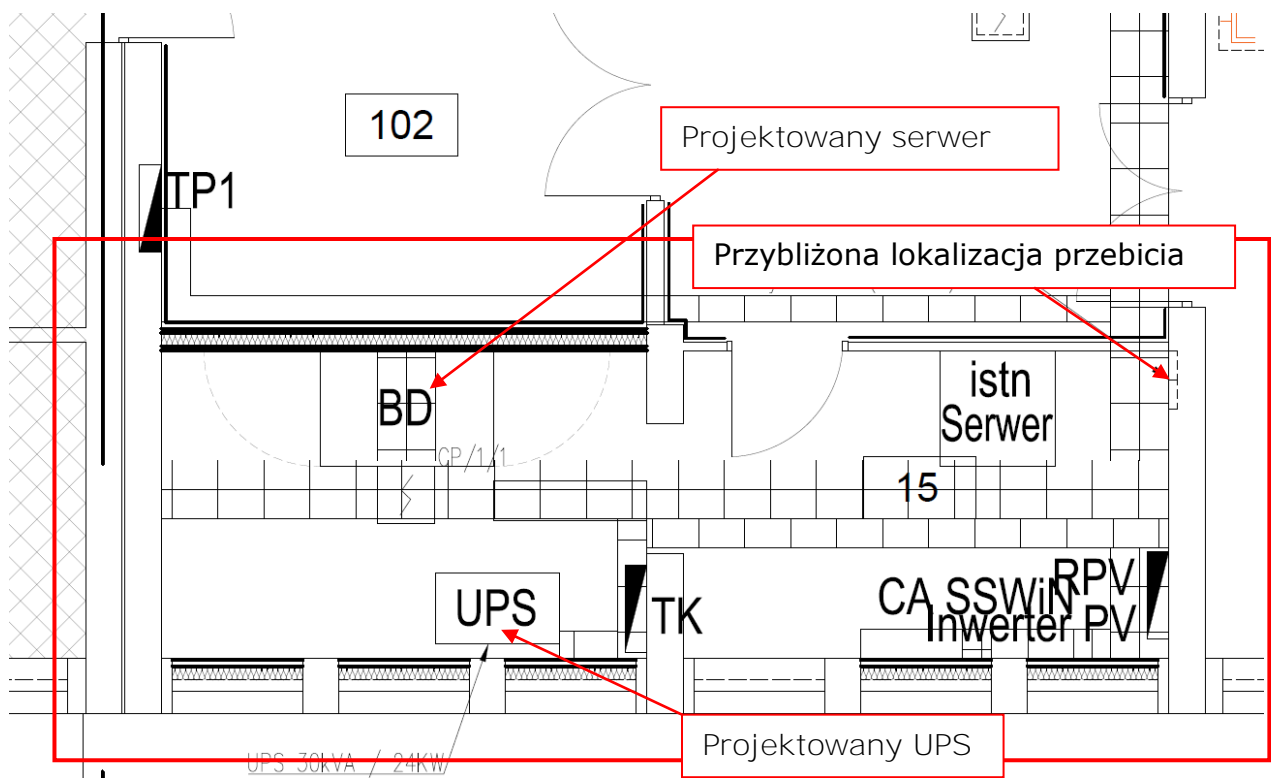 102
Projektowany serwer
TP1
Przybliżona lokalizacja przebicia
BD
istn
Serwer
CP/1/1
15
UPS
TK
CA SSWiN
RPV
Inwerter PV
Projektowany UPS
UPS 30kVA / 24KW